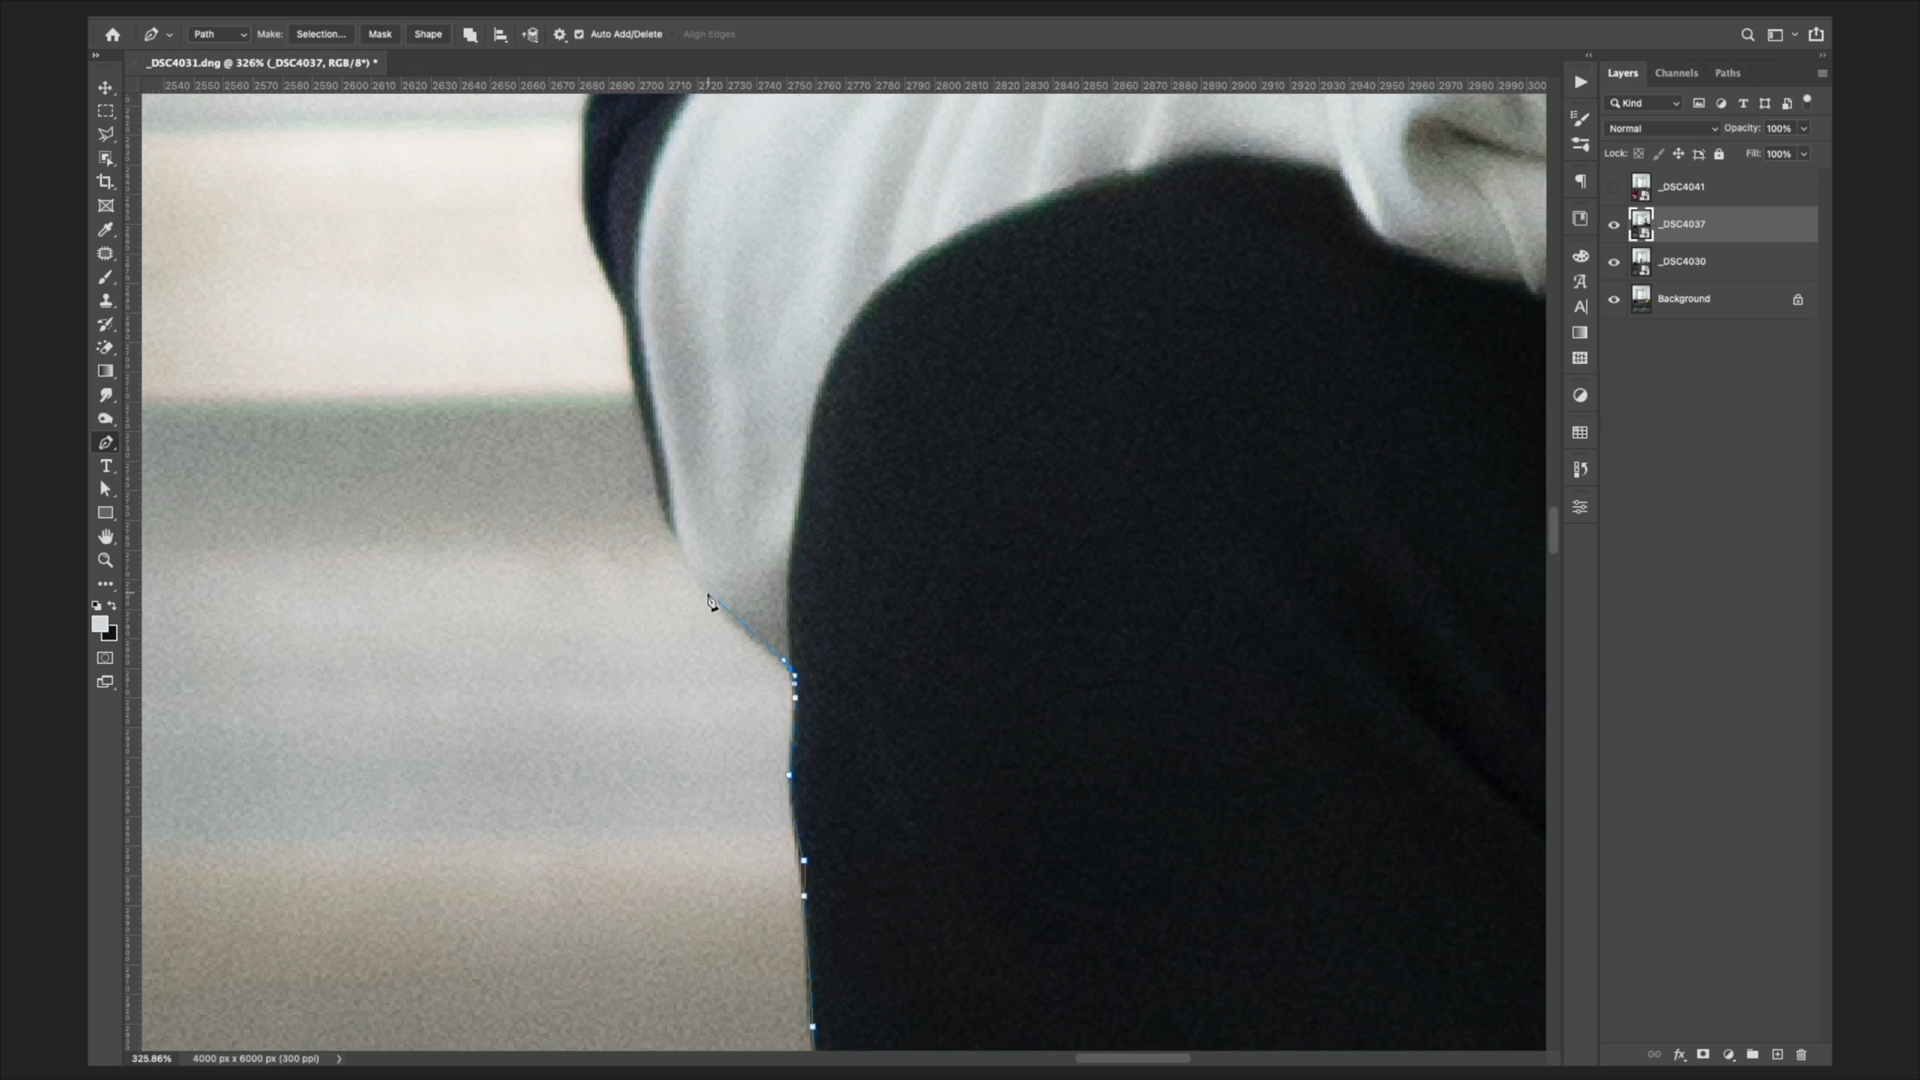 Path Make: Selection... Mask Shape Auto Add/Delete Align Edges
_DSC4031.dng @ 326% (_DSC4037, RGB/8*) *
2540 2550 2560 2570 2580 2590 2600 2610 2620 2630 2640 2650 2660 2670 2680 2690 2700 2710 2720 2730 2740 2750 2760 2770 2780 2790 2800 2810 2820 2830 2840 2850 2860 2870 2880 2890 2900 2910 2920 2930 2940 2950 2960 2970 2980 2990 300
Layers Channels Paths
Kind
Normal Opacity: 100%
Lock: Fill: 100%
_DSC4041
_DSC4037
_DSC4030
Background
325.86% 4000 px x 6000 px (300 ppi)